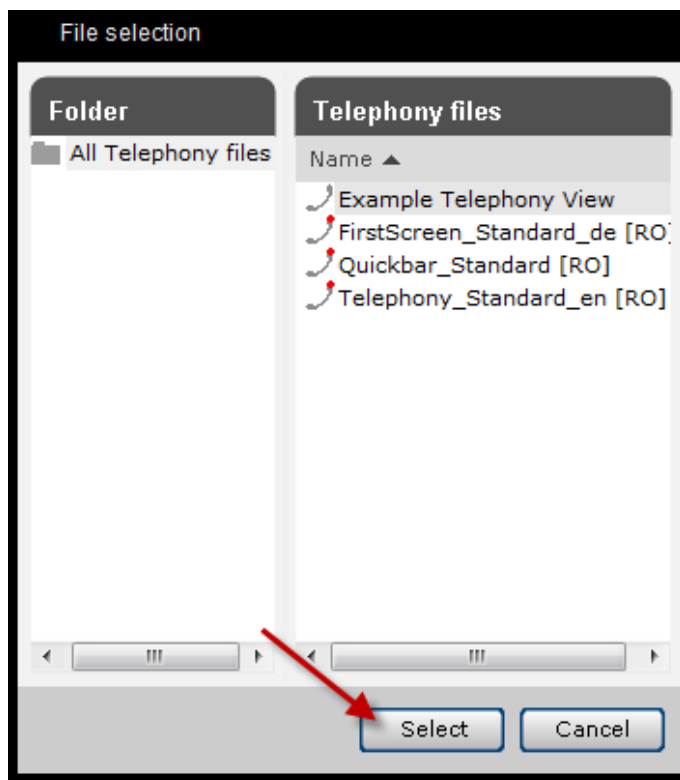 File selection
Folder
All Telephony files
Telephony files
Name
Example Telephony View
FirstScreen_Standard_de [RO]
Quickbar_Standard [RO]
Telephony_Standard_en [RO]
Select
Cancel